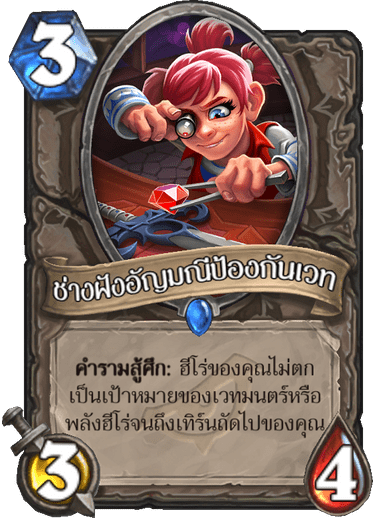 3
ช่างฝังอัญมณีป้องกันเวท
คำรามสู้ศึก: ฮีโร่ของคุณไม่ตก
เป็นเป้าหมายของเวทมนตร์หรือ
พลังฮีโร่จนถึงเทิร์นถัดไปของคุณ
3
4